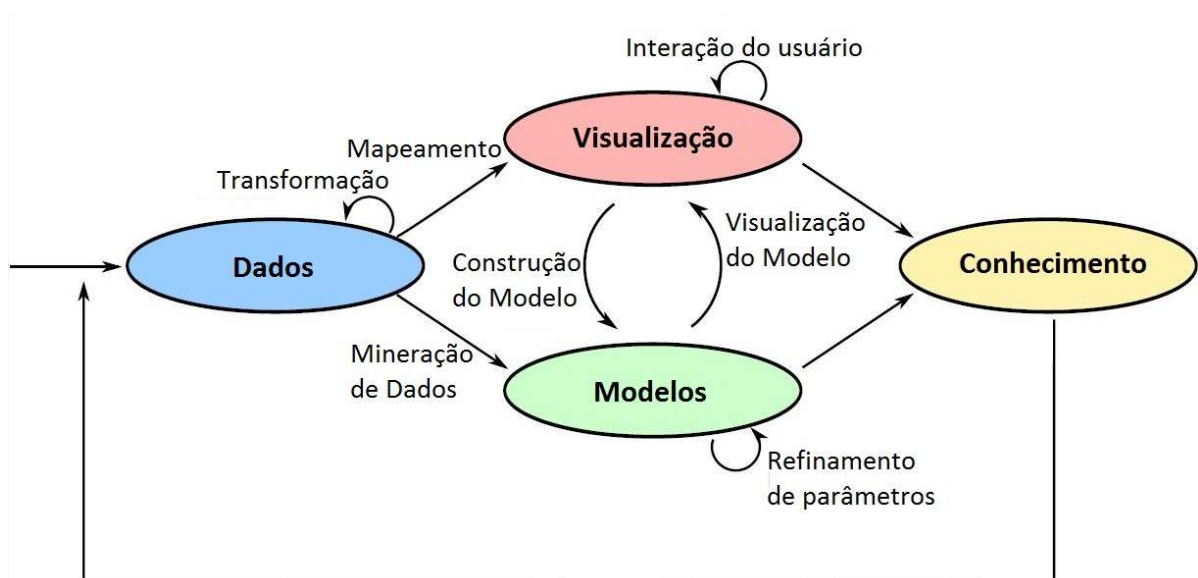 Interação do usuário
Visualização
Mapeamento
Transformação
Dados
Construção
do Modelo
Visualização
do Modelo
Conhecimento
Mineração
de Dados
Modelos
Refinamento
de parâmetros